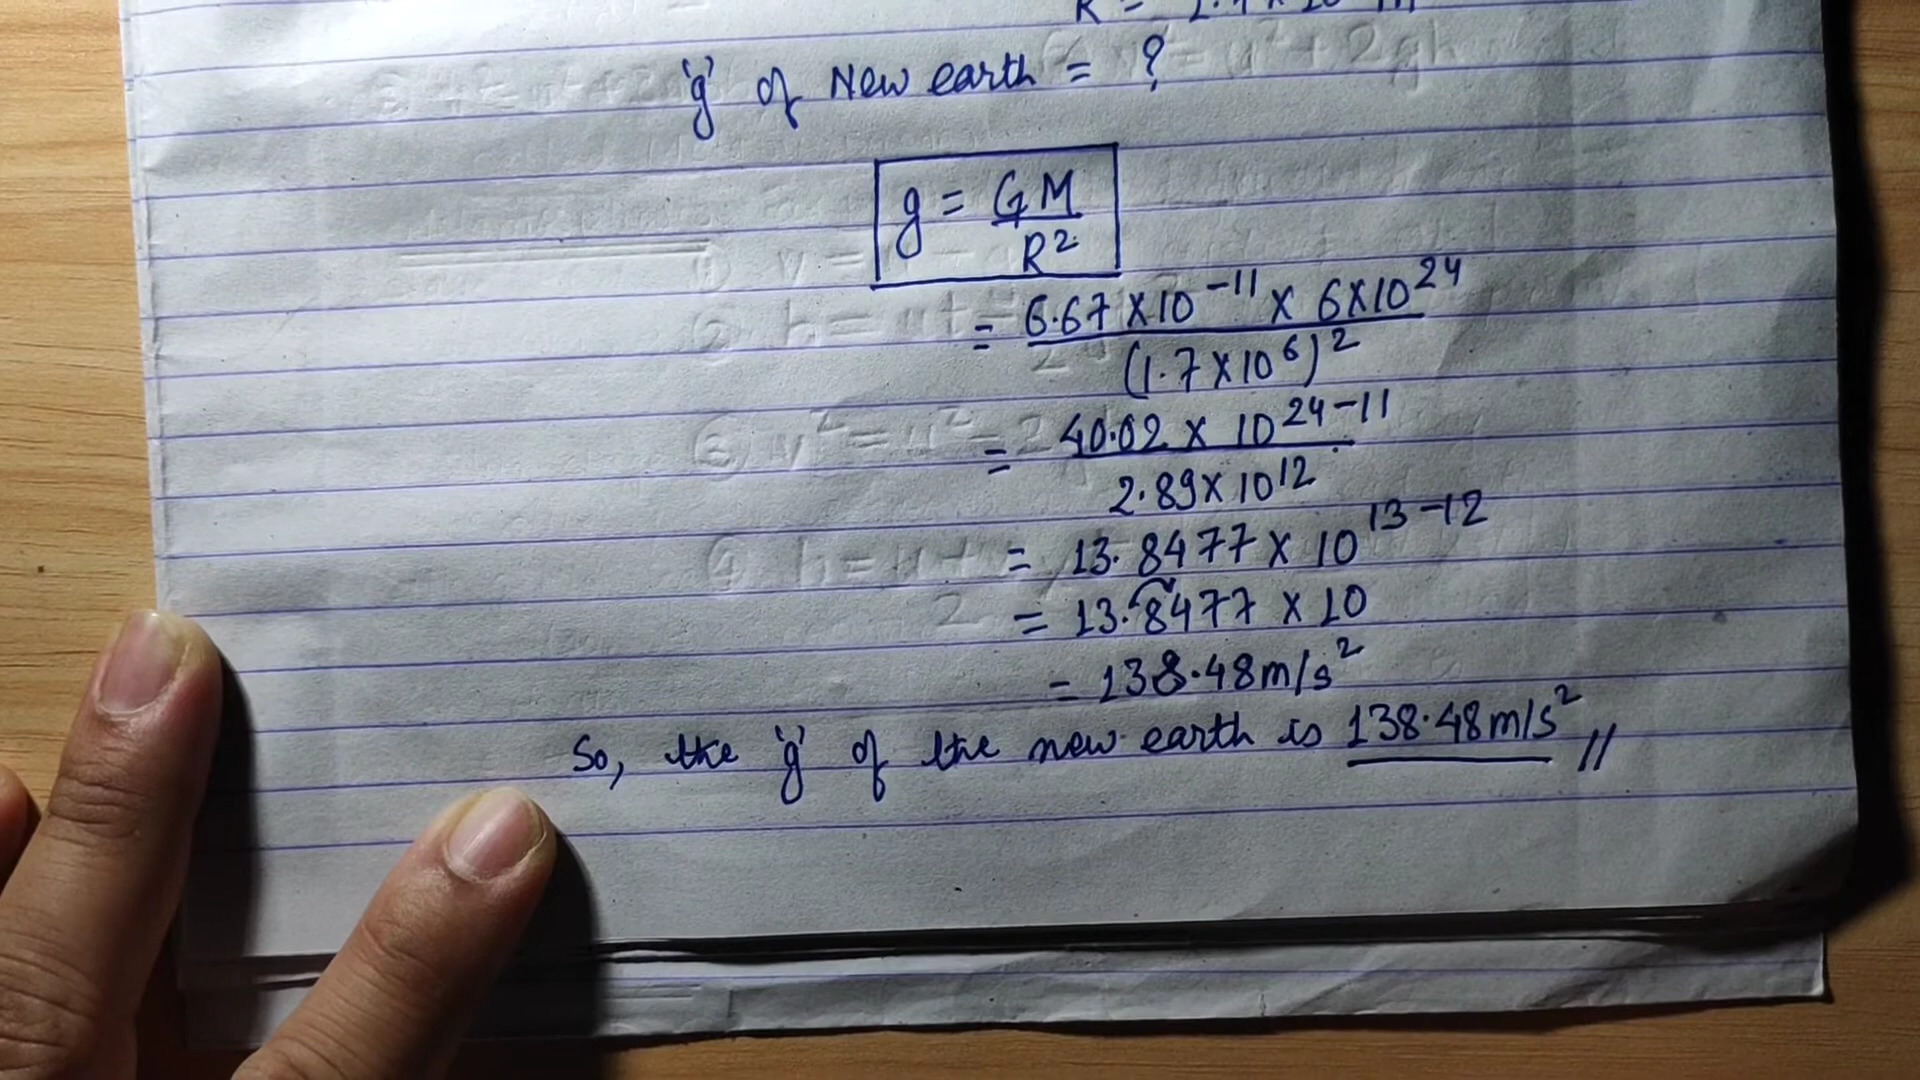 'g' of New earth = ?
g = GM
R²
= 6.67 × 10⁻¹¹ × 6×10²⁴
(1.7×10⁶)²
= 40.02 × 10²⁴⁻¹¹
2.89×10¹²
= 13.8477 × 10¹³⁻¹²
= 13.8477 × 10
= 138.48m/s²
So, the 'g' of the new earth is 138.48m/s² //